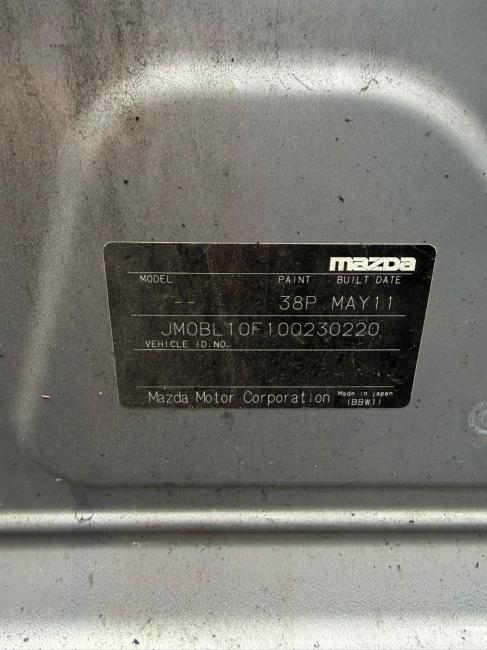 mazda
MODEL PAINT BUILT DATE
-- 38P MAY11
JM0BL10F100230220
VEHICLE ID.NO.
Mazda Motor Corporation Made in japan
(BBW1)